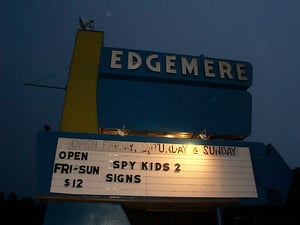 EDGEMERE
OPEN FRIDAY, SATURDAY & SUNDAY
OPEN SPY KIDS 2
FRI-SUN SIGNS
$12